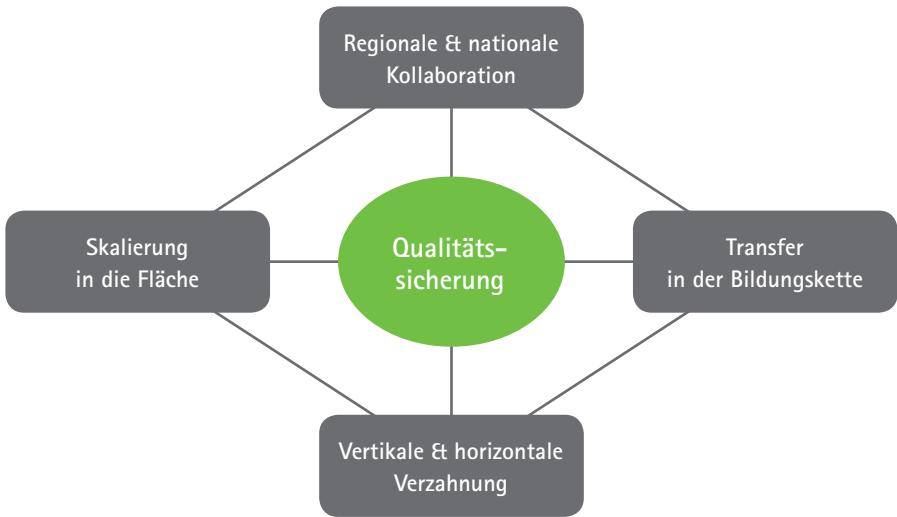 Regionale & nationale
Kollaboration
Skalierung
in die Fläche
Qualitäts-
sicherung
Transfer
in der Bildungskette
Vertikale & horizontale
Verzahnung